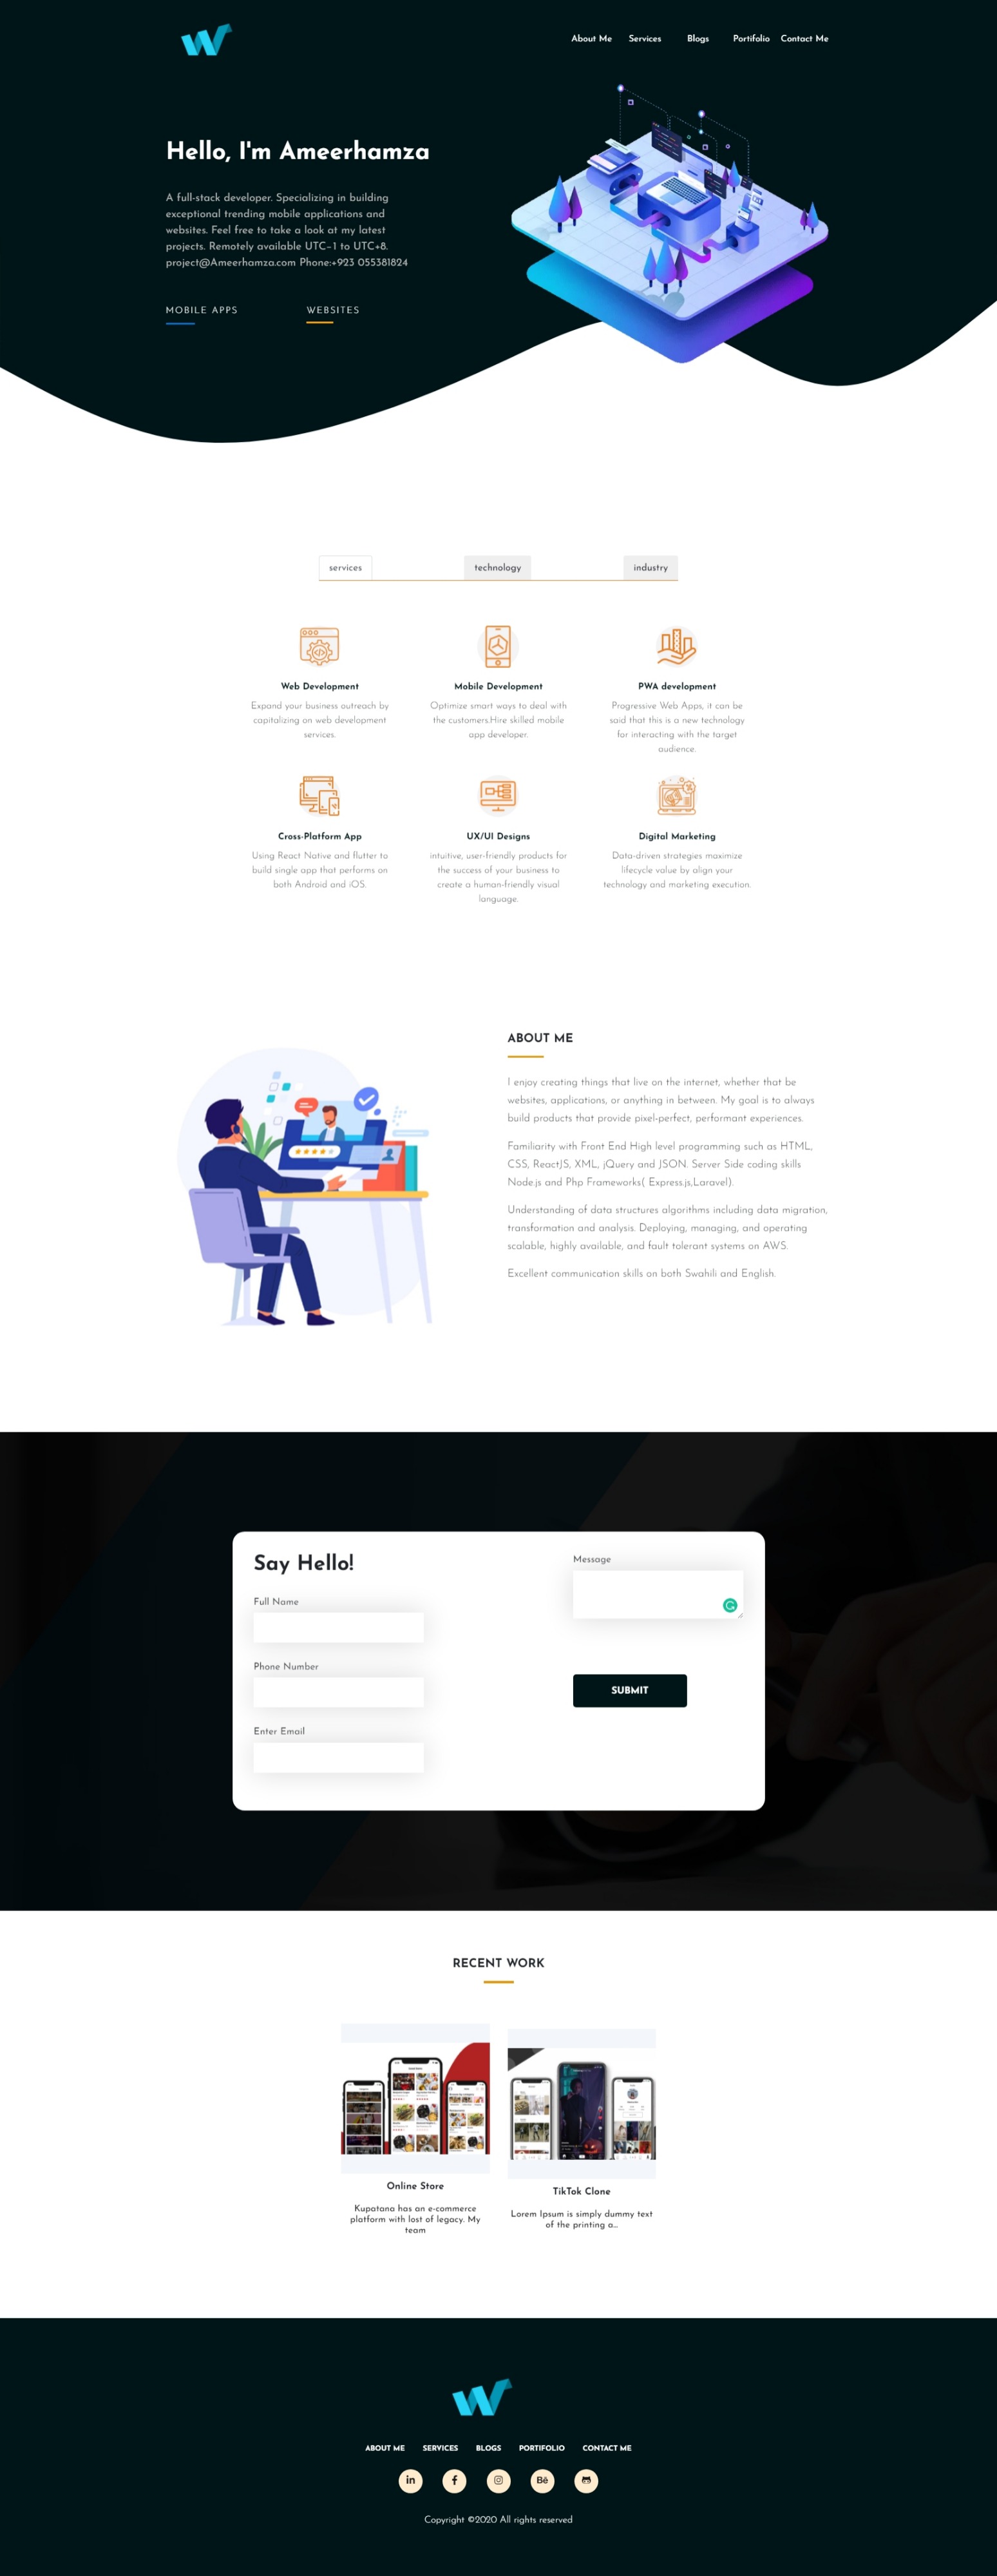 About Me Services Blogs Portifolio Contact Me
Hello, I'm Ameerhamza
A full-stack developer. Specializing in building
exceptional trending mobile applications and
websites. Feel free to take a look at my latest
projects. Remotely available UTC−1 to UTC+8.
project@Ameerhamza.com Phone:+923 055381824
MOBILE APPS WEBSITES
services technology industry
Web Development
Expand your business outreach by
capitalizing on web development
services.
Mobile Development
Optimize smart ways to deal with
the customers.Hire skilled mobile
app developer.
PWA development
Progressive Web Apps, it can be
said that this is a new technology
for interacting with the target
audience.
Cross-Platform App
Using React Native and flutter to
build single app that performs on
both Android and iOS.
UX/UI Designs
intuitive, user-friendly products for
the success of your business to
create a human-friendly visual
language.
Digital Marketing
Data-driven strategies maximize
lifecycle value by align your
technology and marketing execution.
ABOUT ME
I enjoy creating things that live on the internet, whether that be
websites, applications, or anything in between. My goal is to always
build products that provide pixel-perfect, performant experiences.
Familiarity with Front End High level programming such as HTML,
CSS, ReactJS, XML, jQuery and JSON. Server Side coding skills
Node.js and Php Frameworks( Express.js,Laravel).
Understanding of data structures algorithms including data migration,
transformation and analysis. Deploying, managing, and operating
scalable, highly available, and fault tolerant systems on AWS.
Excellent communication skills on both Swahili and English.
Say Hello!
Full Name
Phone Number
Enter Email
Message
SUBMIT
RECENT WORK
Online Store
Kupatana has an e-commerce
platform with lost of legacy. My
team
TikTok Clone
Lorem Ipsum is simply dummy text
of the printing a...
ABOUT ME SERVICES BLOGS PORTIFOLIO CONTACT ME
in f Bē
Copyright ©2020 All rights reserved